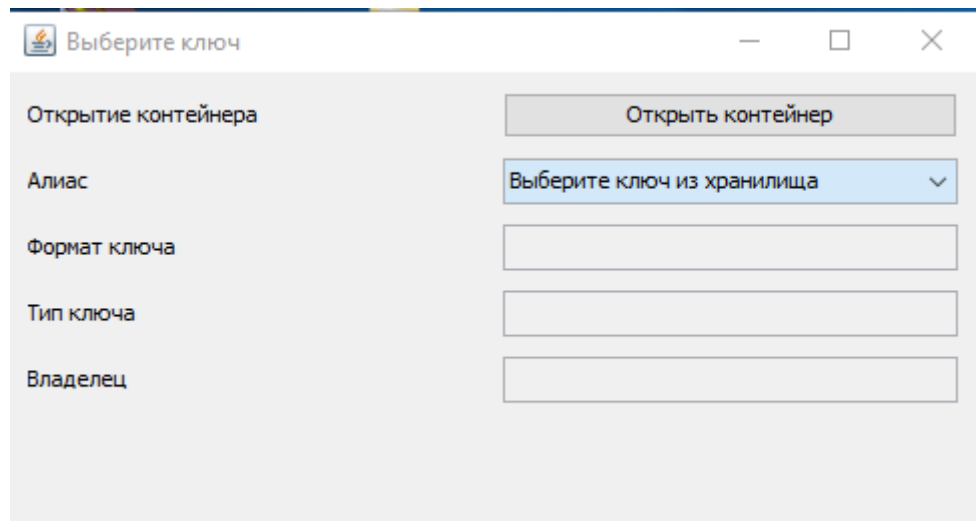 Выберите ключ
Открытие контейнера Открыть контейнер
Алиас Выберите ключ из хранилища
Формат ключа
Тип ключа
Владелец